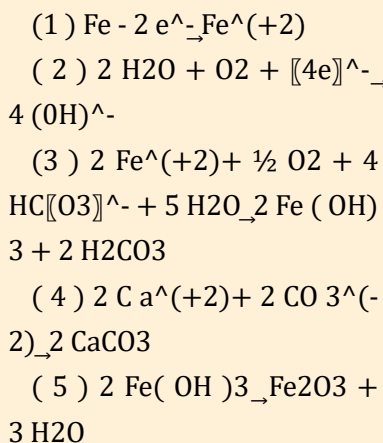 (1) Fe - 2 e^-→Fe^(+2)
( 2 ) 2 H2O + O2 + 〖4e〗^-→
4 (0H)^-
(3) 2 Fe^(+2)+ ½ O2 + 4
HC〖O3〗^- + 5 H2O→2 Fe ( OH)
3 + 2 H2CO3
( 4 ) 2 C a^(+2)+ 2 CO 3^(-
2)→2 CaCO3
( 5 ) 2 Fe( OH )3→Fe2O3 +
3 H2O